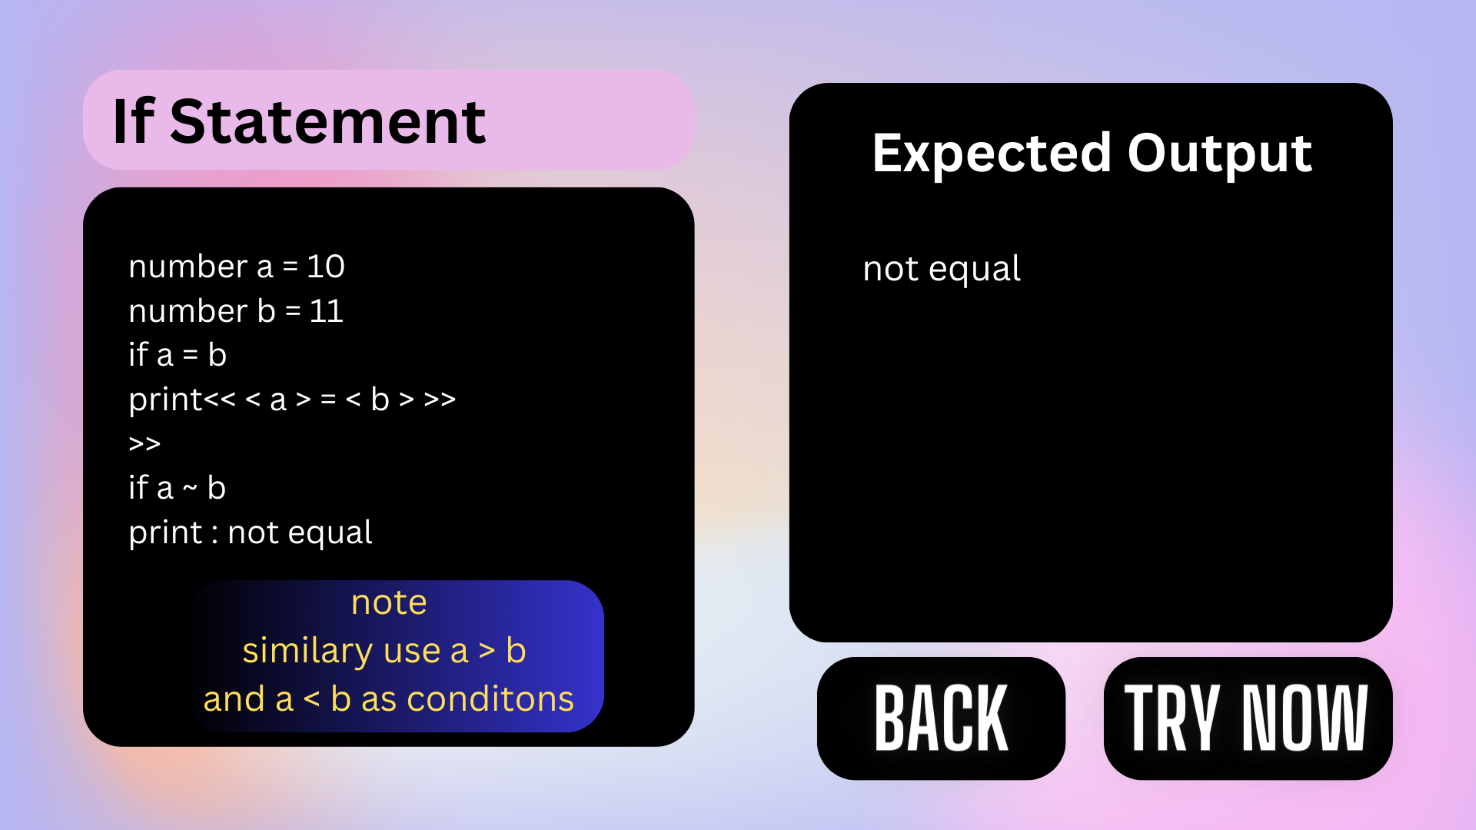 If Statement
number a = 10
number b = 11
if a = b
print<< < a > = < b > >>
>>
if a ~ b
print : not equal
note
similary use a > b
and a < b as conditons
Expected Output
not equal
BACK
TRY NOW